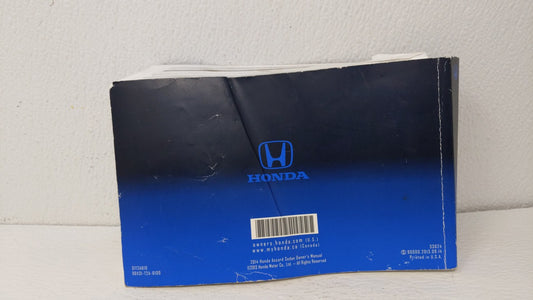 HONDA
owners.honda.com (U.S.)
www.myhonda.ca (Canada)
2014 Honda Accord Sedan Owner's Manual
©2013 Honda Motor Co., Ltd. - All Rights Reserved
Printed in U.S.A.